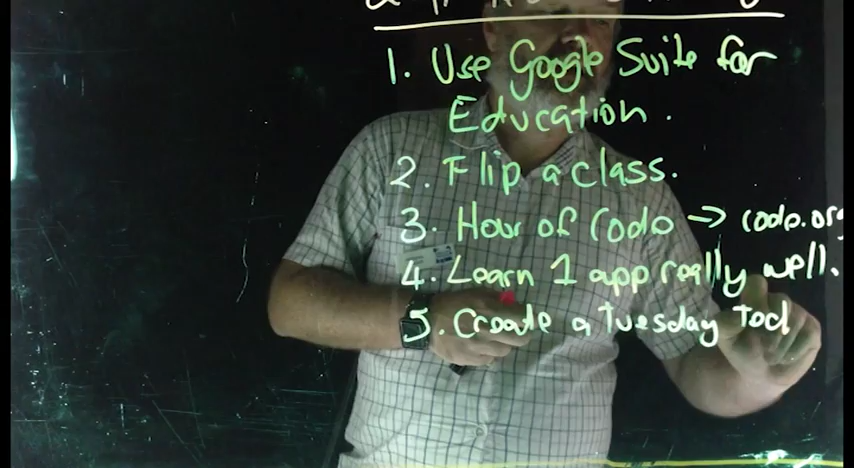 1. Use Google Suite for
Education.
2. Flip a class.
3. Hour of Code → code.org
4. Learn 1 app really well.
5. Create a Tuesday Tool